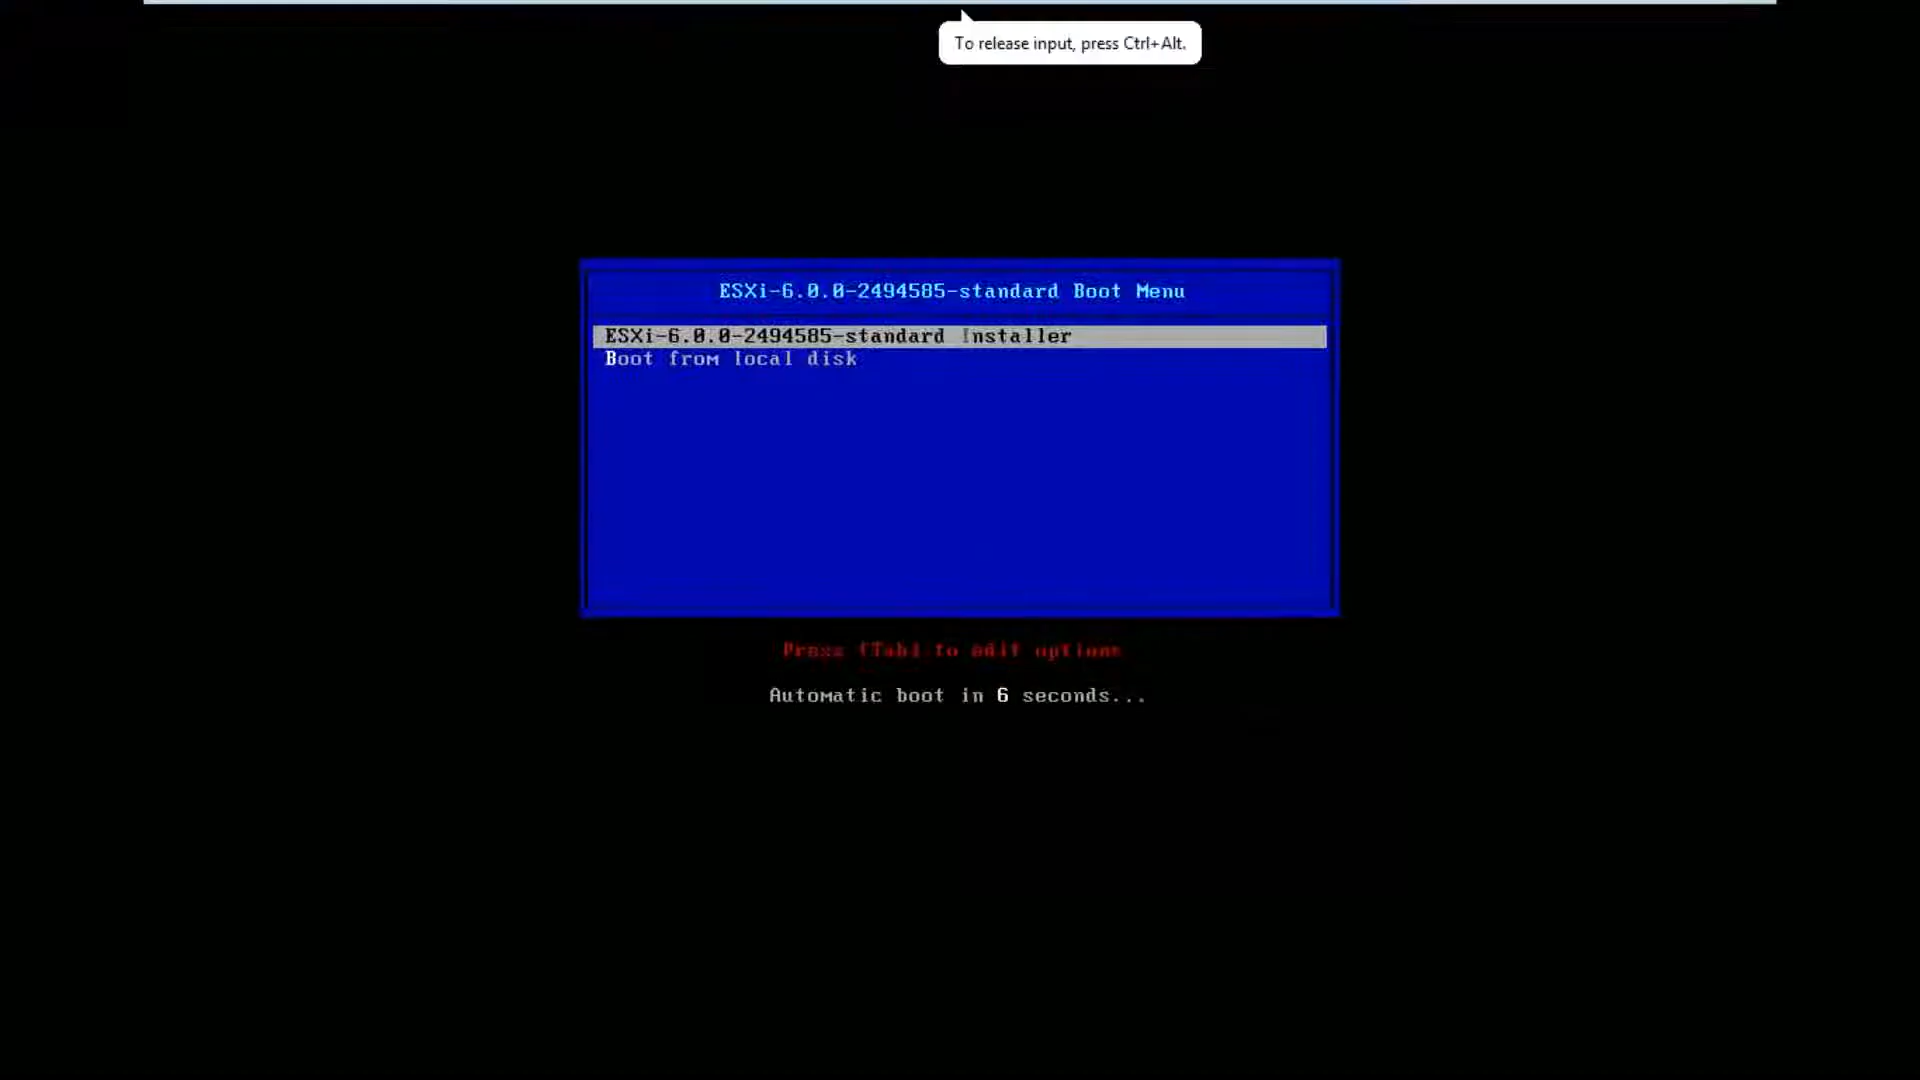 To release input, press Ctrl+Alt.
ESXi-6.0.0-2494585-standard Boot Menu
ESXi-6.0.0-2494585-standard Installer
Boot from local disk
Press [Tab] to edit options
Automatic boot in 6 seconds...